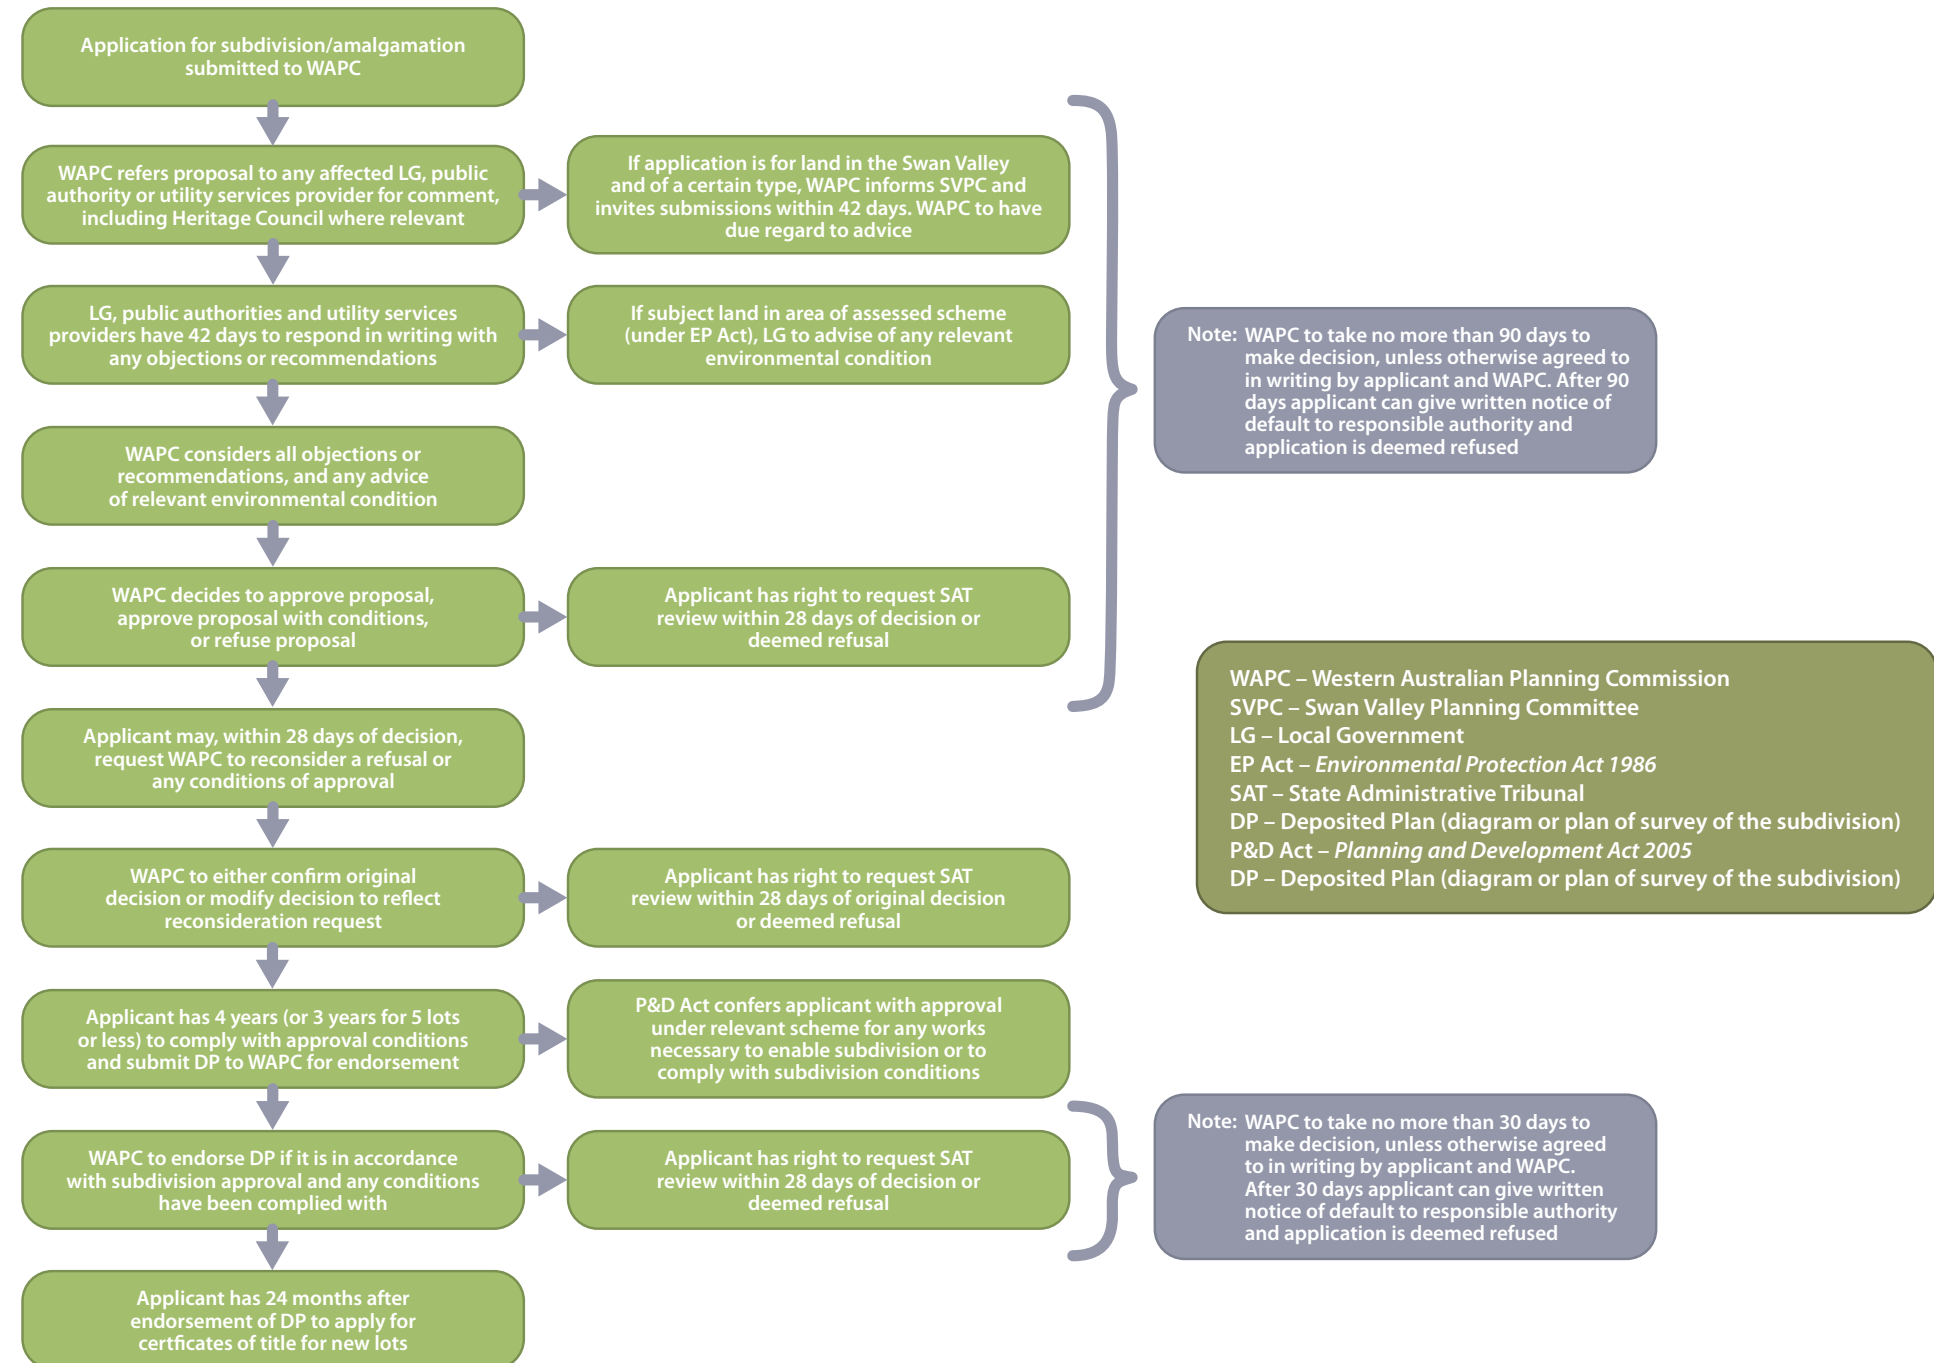 Application for subdivision/amalgamation
submitted to WAPC
WAPC refers proposal to any affected LG, public
authority or utility services provider for comment,
including Heritage Council where relevant
If application is for land in the Swan Valley
and of a certain type, WAPC informs SVPC and
invites submissions within 42 days. WAPC to have
due regard to advice
LG, public authorities and utility services
providers have 42 days to respond in writing with
any objections or recommendations
If subject land in area of assessed scheme
(under EP Act), LG to advise of any relevant
environmental condition
Note: WAPC to take no more than 90 days to
make decision, unless otherwise agreed to
in writing by applicant and WAPC. After 90
days applicant can give written notice of
default to responsible authority and
application is deemed refused
WAPC considers all objections or
recommendations, and any advice
of relevant environmental condition
WAPC decides to approve proposal,
approve proposal with conditions,
or refuse proposal
Applicant has right to request SAT
review within 28 days of decision or
deemed refusal
WAPC – Western Australian Planning Commission
SVPC – Swan Valley Planning Committee
LG – Local Government
EP Act – Environmental Protection Act 1986
SAT – State Administrative Tribunal
DP – Deposited Plan (diagram or plan of survey of the subdivision)
P&D Act – Planning and Development Act 2005
DP – Deposited Plan (diagram or plan of survey of the subdivision)
Applicant may, within 28 days of decision,
request WAPC to reconsider a refusal or
any conditions of approval
WAPC to either confirm original
decision or modify decision to reflect
reconsideration request
Applicant has right to request SAT
review within 28 days of original decision
or deemed refusal
Applicant has 4 years (or 3 years for 5 lots
or less) to comply with approval conditions
and submit DP to WAPC for endorsement
P&D Act confers applicant with approval
under relevant scheme for any works
necessary to enable subdivision or to
comply with subdivision conditions
WAPC to endorse DP if it is in accordance
with subdivision approval and any conditions
have been complied with
Applicant has right to request SAT
review within 28 days of decision or
deemed refusal
Note: WAPC to take no more than 30 days to
make decision, unless otherwise agreed
to in writing by applicant and WAPC.
After 30 days applicant can give written
notice of default to responsible authority
and application is deemed refused
Applicant has 24 months after
endorsement of DP to apply for
certficates of title for new lots